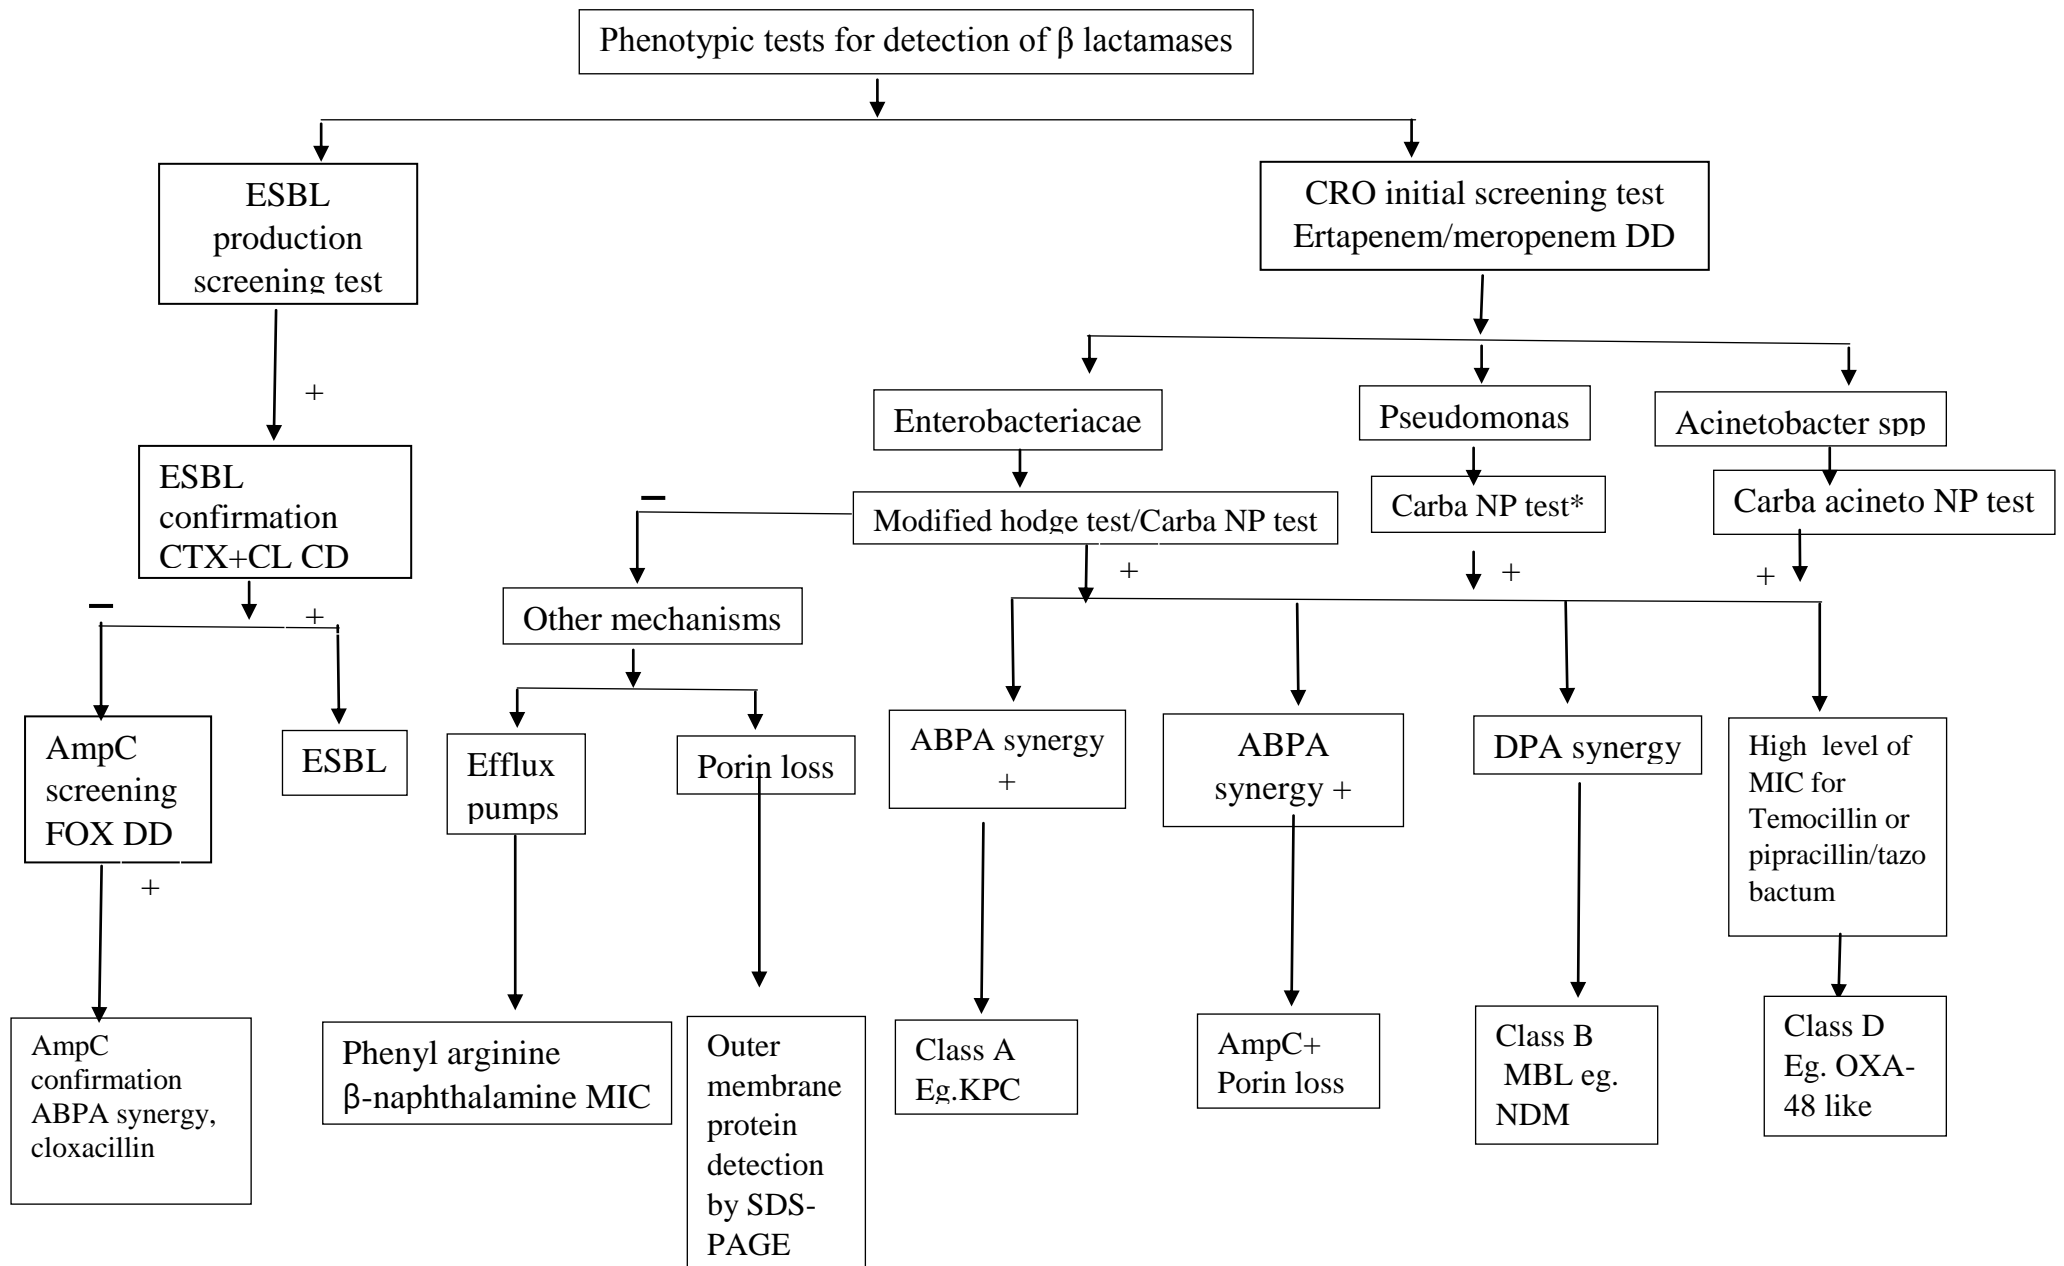 Phenotypic tests for detection of β lactamases
ESBL
production
screening test
CRO initial screening test
Ertapenem/meropenem DD
+
Enterobacteriacae
Pseudomonas
Acinetobacter spp
ESBL
confirmation
CTX+CL CD
−
Modified hodge test/Carba NP test
Carba NP test*
Carba acineto NP test
+
+
+
−
+
Other mechanisms
AmpC
screening
FOX DD
ESBL
Efflux
pumps
Porin loss
ABPA synergy
+
ABPA
synergy +
DPA synergy
High level of
MIC for
Temocillin or
pipracillin/tazo
bactum
+
AmpC
confirmation
ABPA synergy,
cloxacillin
Phenyl arginine
β-naphthalamine MIC
Outer
membrane
protein
detection
by SDS-
PAGE
Class A
Eg.KPC
AmpC+
Porin loss
Class B
MBL eg.
NDM
Class D
Eg. OXA-
48 like